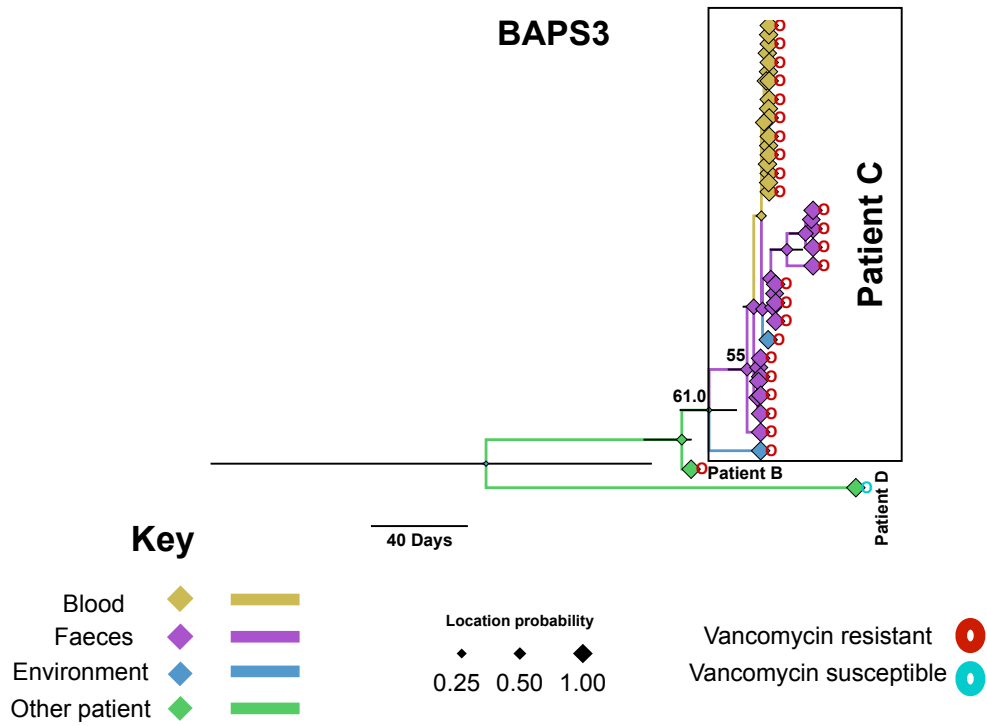 BAPS3
Patient C
55
61.0
Patient B
Patient D
40 Days
Key
Blood
Faeces
Environment
Other patient
Location probability
0.25 0.50 1.00
Vancomycin resistant
Vancomycin susceptible